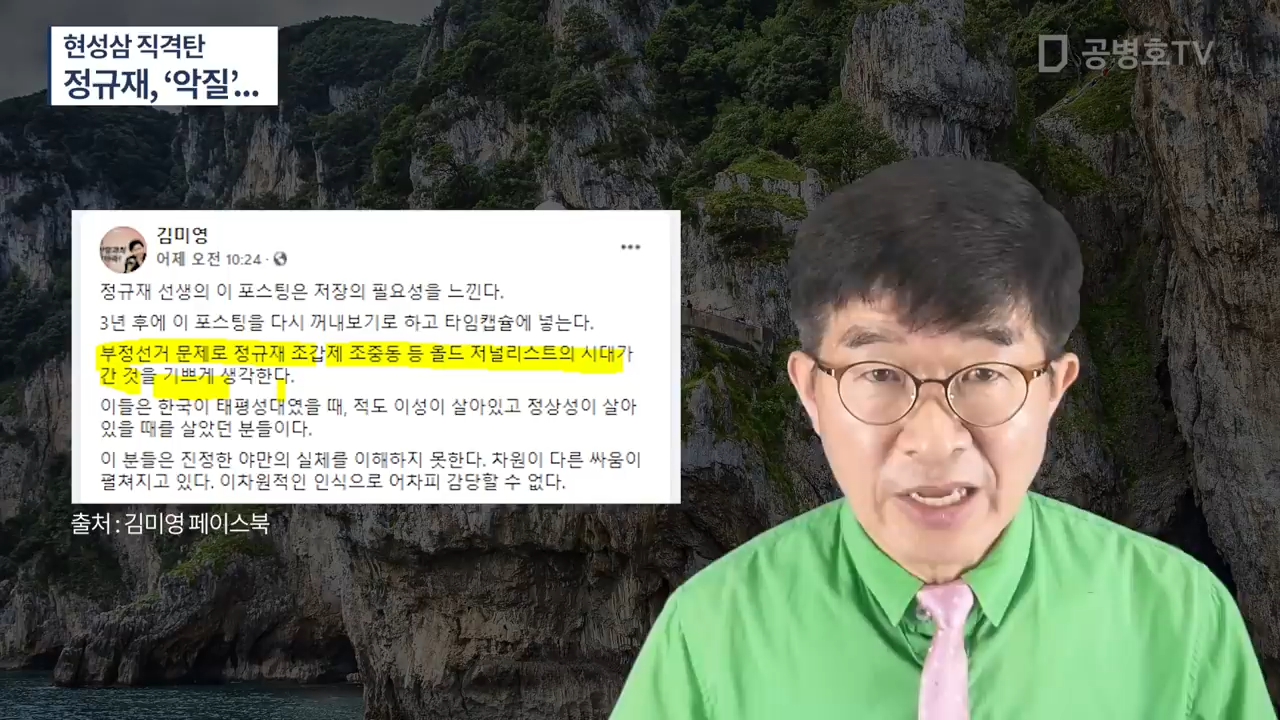 현성삼 직격탄
정규재, ‘악질’...
공병호TV
김미영
어제 오전 10:24 ·
정규재 선생의 이 포스팅은 저장의 필요성을 느낀다.
3년 후에 이 포스팅을 다시 꺼내보기로 하고 타임캡슐에 넣는다.
부정선거 문제로 정규재 조갑제 조중동 등 올드 저널리스트의 시대가
간 것을 기쁘게 생각한다.
이들은 한국이 태평성대였을 때, 적도 이성이 살아있고 정상성이 살아
있을 때를 살았던 분들이다.
이 분들은 진정한 야만의 실체를 이해하지 못한다. 차원이 다른 싸움이
펼쳐지고 있다. 이차원적인 인식으로 어차피 감당할 수 없다.
출처 : 김미영 페이스북